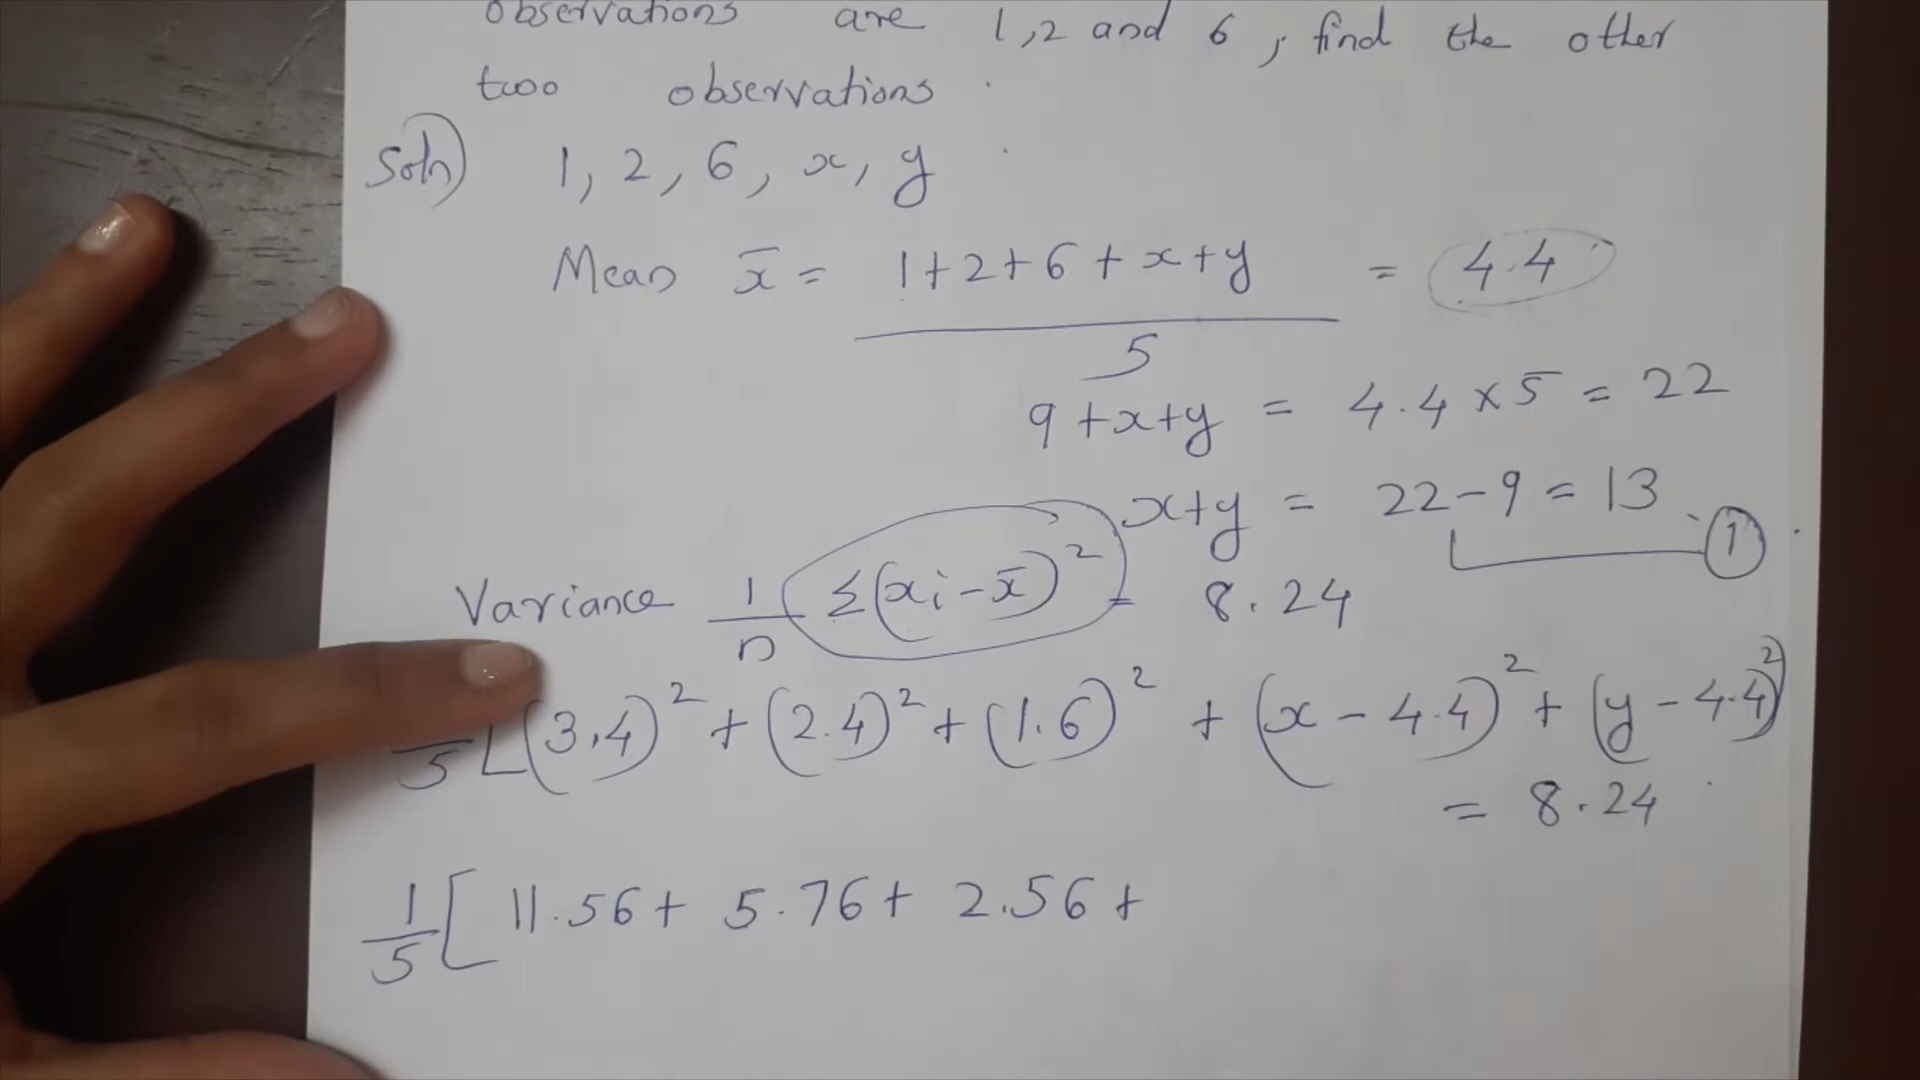 observations are 1, 2 and 6, find the other
two observations.
Soln) 1, 2, 6, x, y
Mean x̄ = 1+2+6+x+y / 5 = 4.4
9+x+y = 4.4×5 = 22
x+y = 22-9 = 13 ①
Variance 1/n Σ(xi-x̄)² = 8.24
/5 [(3.4)² + (2.4)² + (1.6)² + (x-4.4)² + (y-4.4)²
= 8.24
1/5 [11.56 + 5.76 + 2.56 +